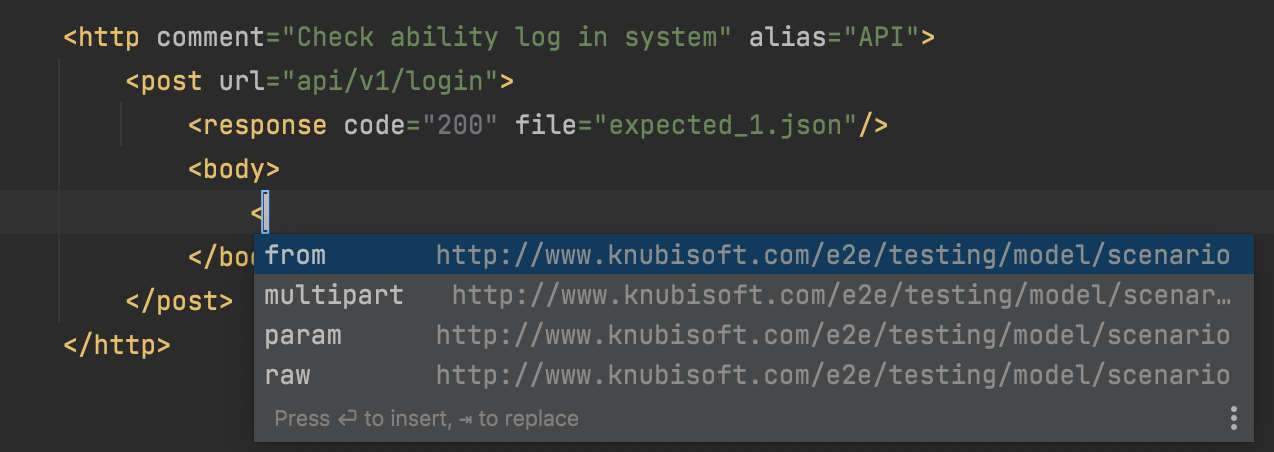 <http comment="Check ability log in system" alias="API">
<post url="api/v1/login">
<response code="200" file="expected_1.json"/>
<body>
<
</bod
from http://www.knubisoft.com/e2e/testing/model/scenario
</post>
multipart http://www.knubisoft.com/e2e/testing/model/scenar…
</http>
param http://www.knubisoft.com/e2e/testing/model/scenario
raw http://www.knubisoft.com/e2e/testing/model/scenario
Press ⏎ to insert, ⇥ to replace